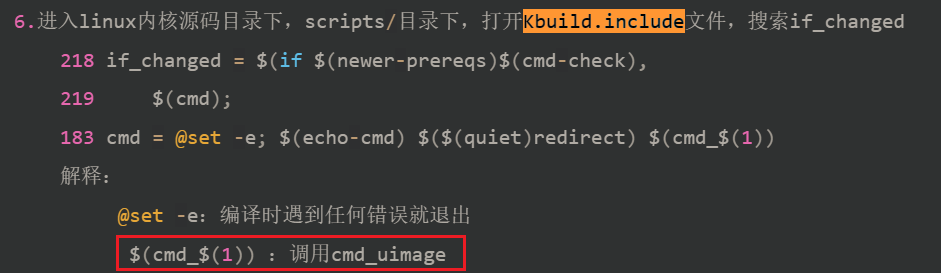 6.进入linux内核源码目录下，scripts/目录下，打开Kbuild.include文件，搜索if_changed
218 if_changed = $(if $(newer-prereqs)$(cmd-check),
219 $(cmd);
183 cmd = @set -e; $(echo-cmd) $($(quiet)redirect) $(cmd_$(1))
解释：
@set -e：编译时遇到任何错误就退出
$(cmd_$(1)) ：调用cmd_uimage